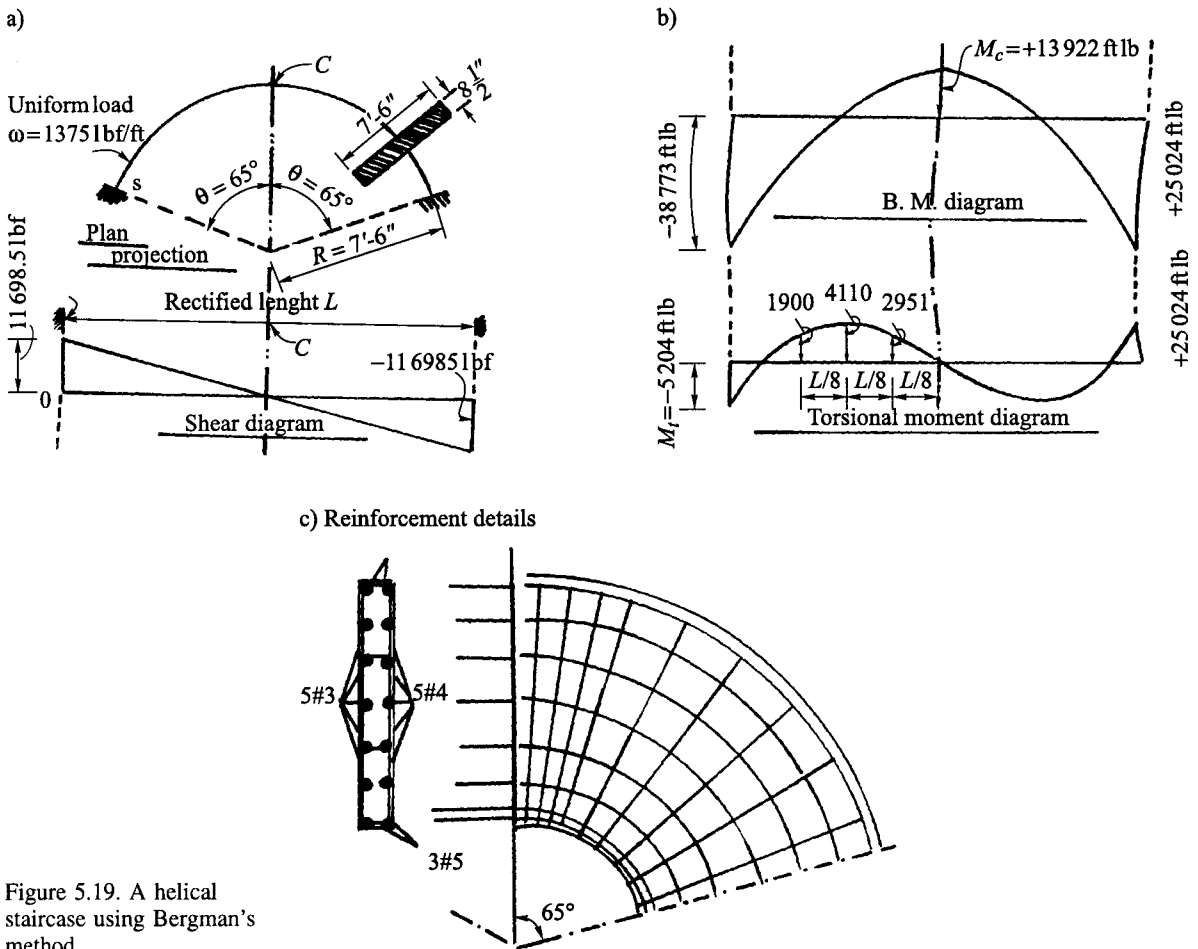 a)
C
Uniform load
ω=13751bf/ft
s
θ=65°
θ=65°
7'-6"
8 1/2"
R=7'-6"
Plan
projection
11698.51bf
Rectified lenght L
C
0
-1169851bf
Shear diagram
b)
Mc=+13922 ft lb
-38773 ft lb
+25024 ft lb
B. M. diagram
Mt=-5204 ft lb
1900
4110
2951
L/8
L/8
L/8
+25024 ft lb
Torsional moment diagram
c) Reinforcement details
5#3
5#4
3#5
65°
Figure 5.19. A helical
staircase using Bergman's
method